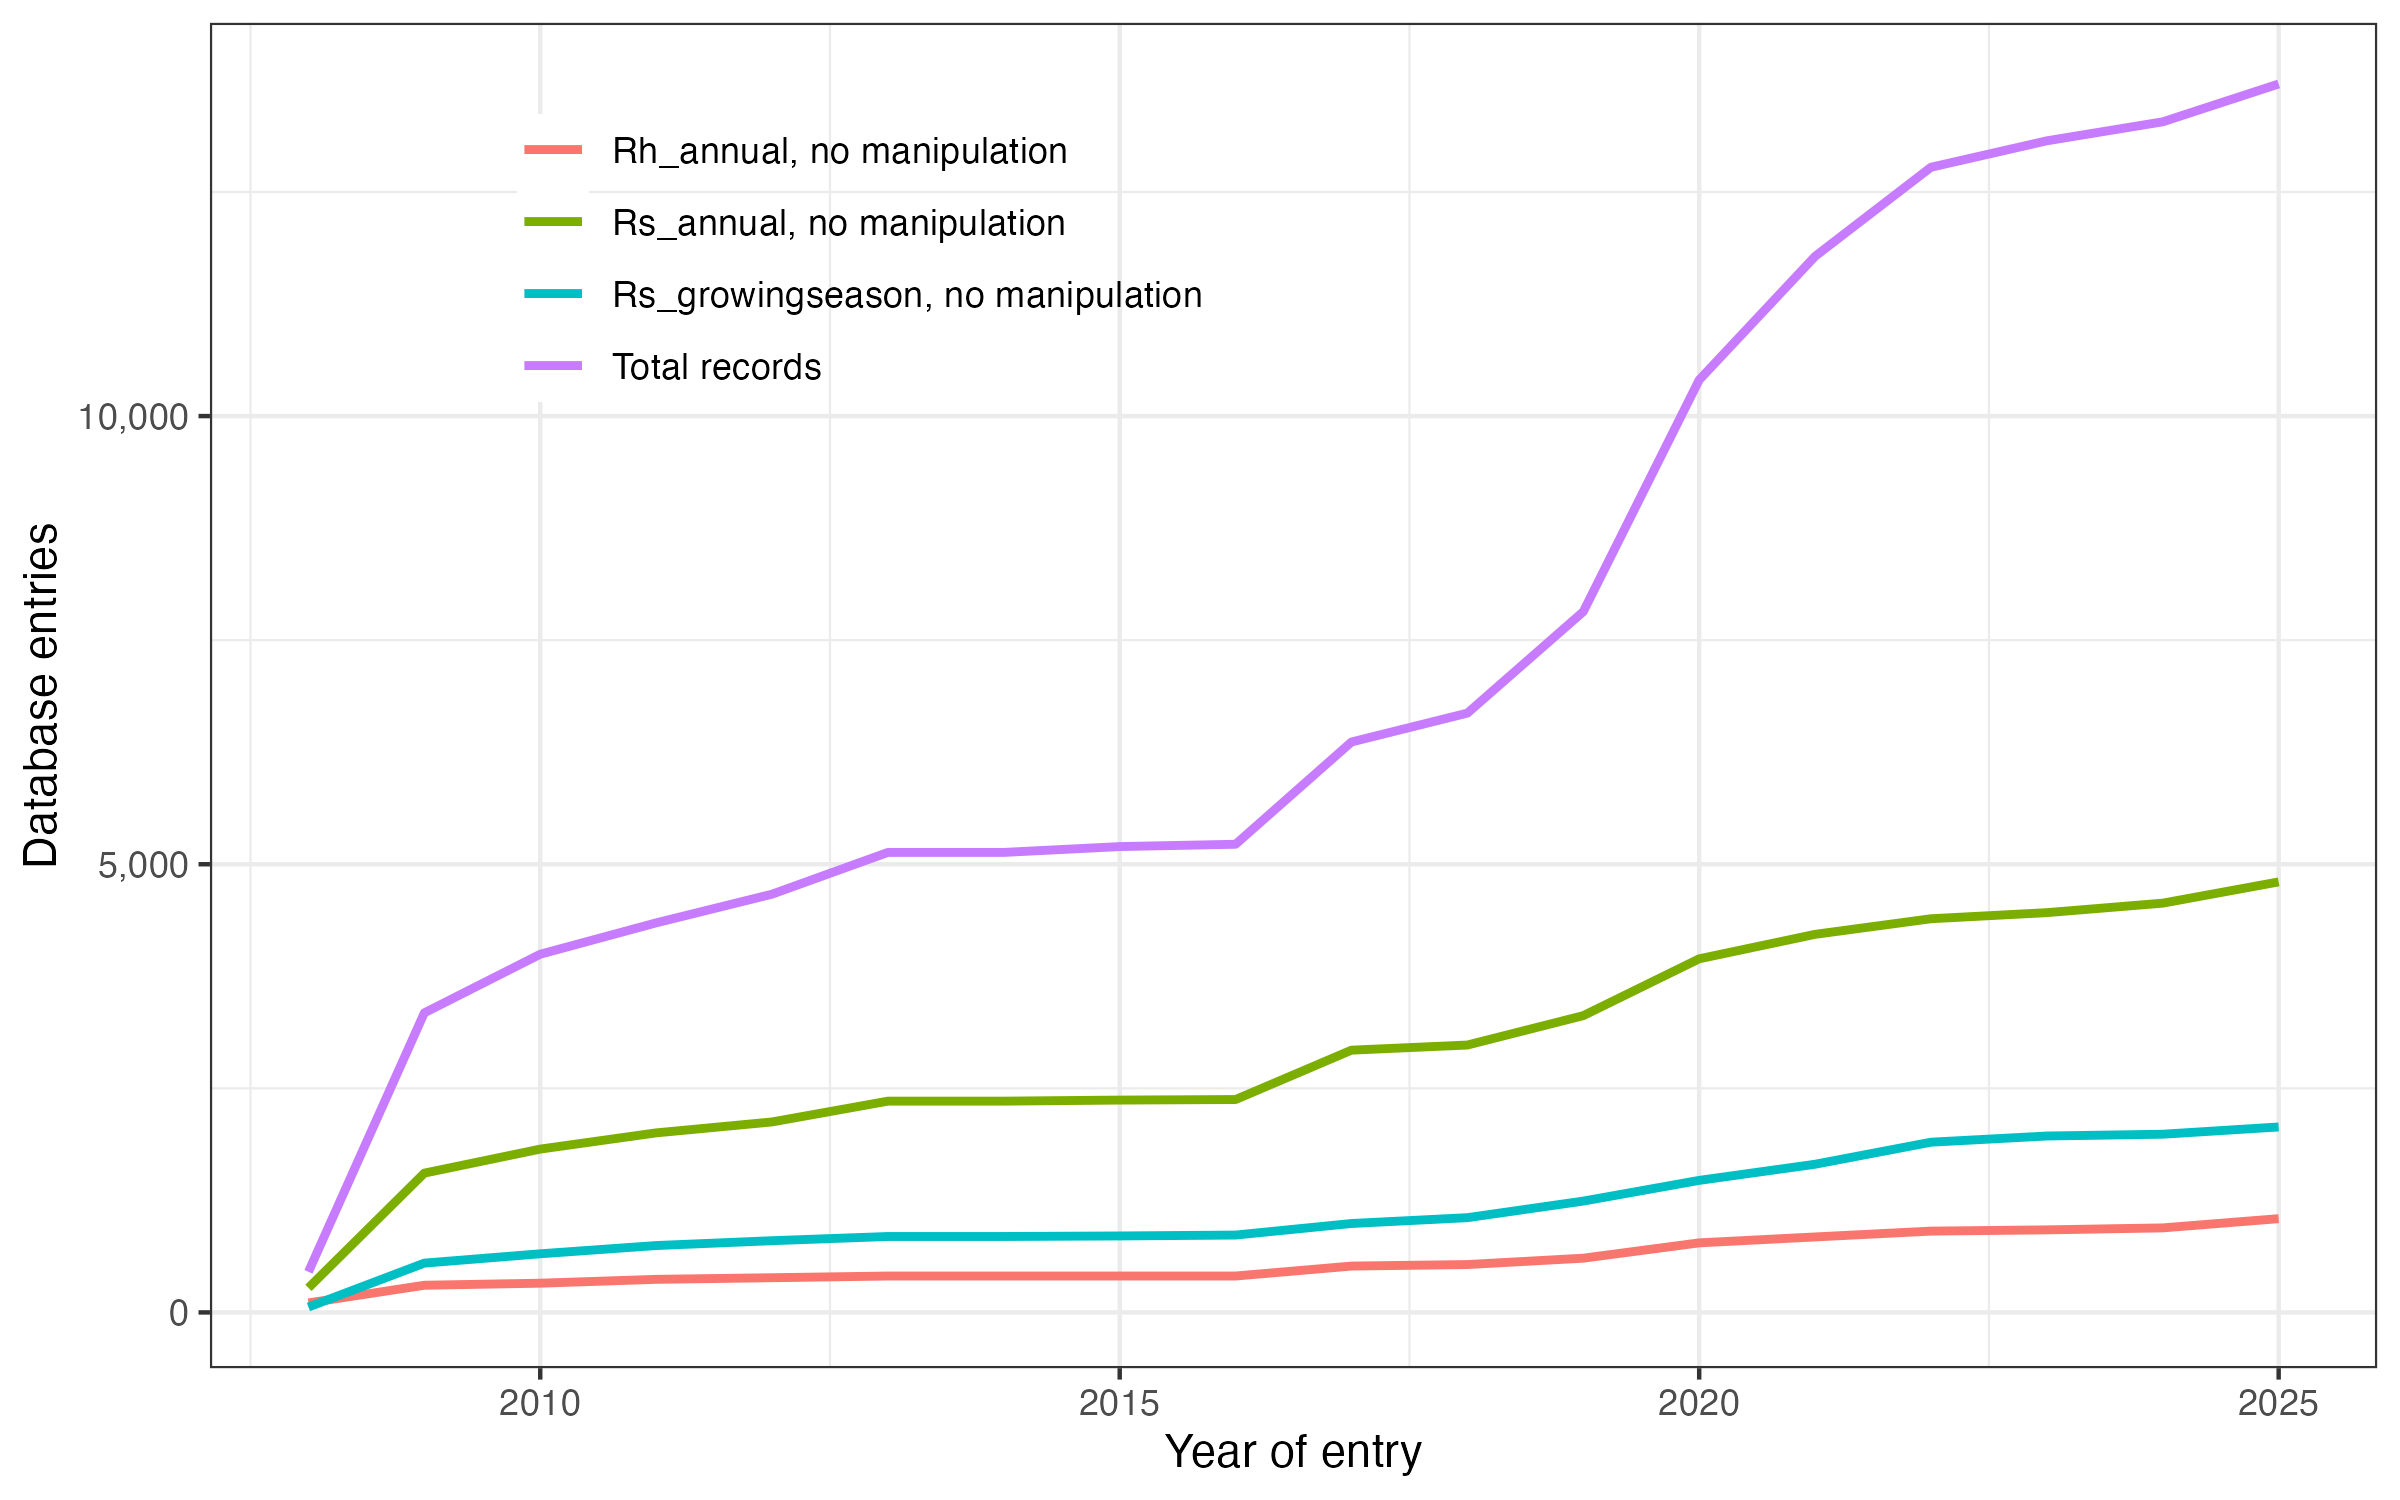 Rh_annual, no manipulation
Rs_annual, no manipulation
Rs_growingseason, no manipulation
Total records
10,000
5,000
0
Database entries
2010
2015
2020
2025
Year of entry